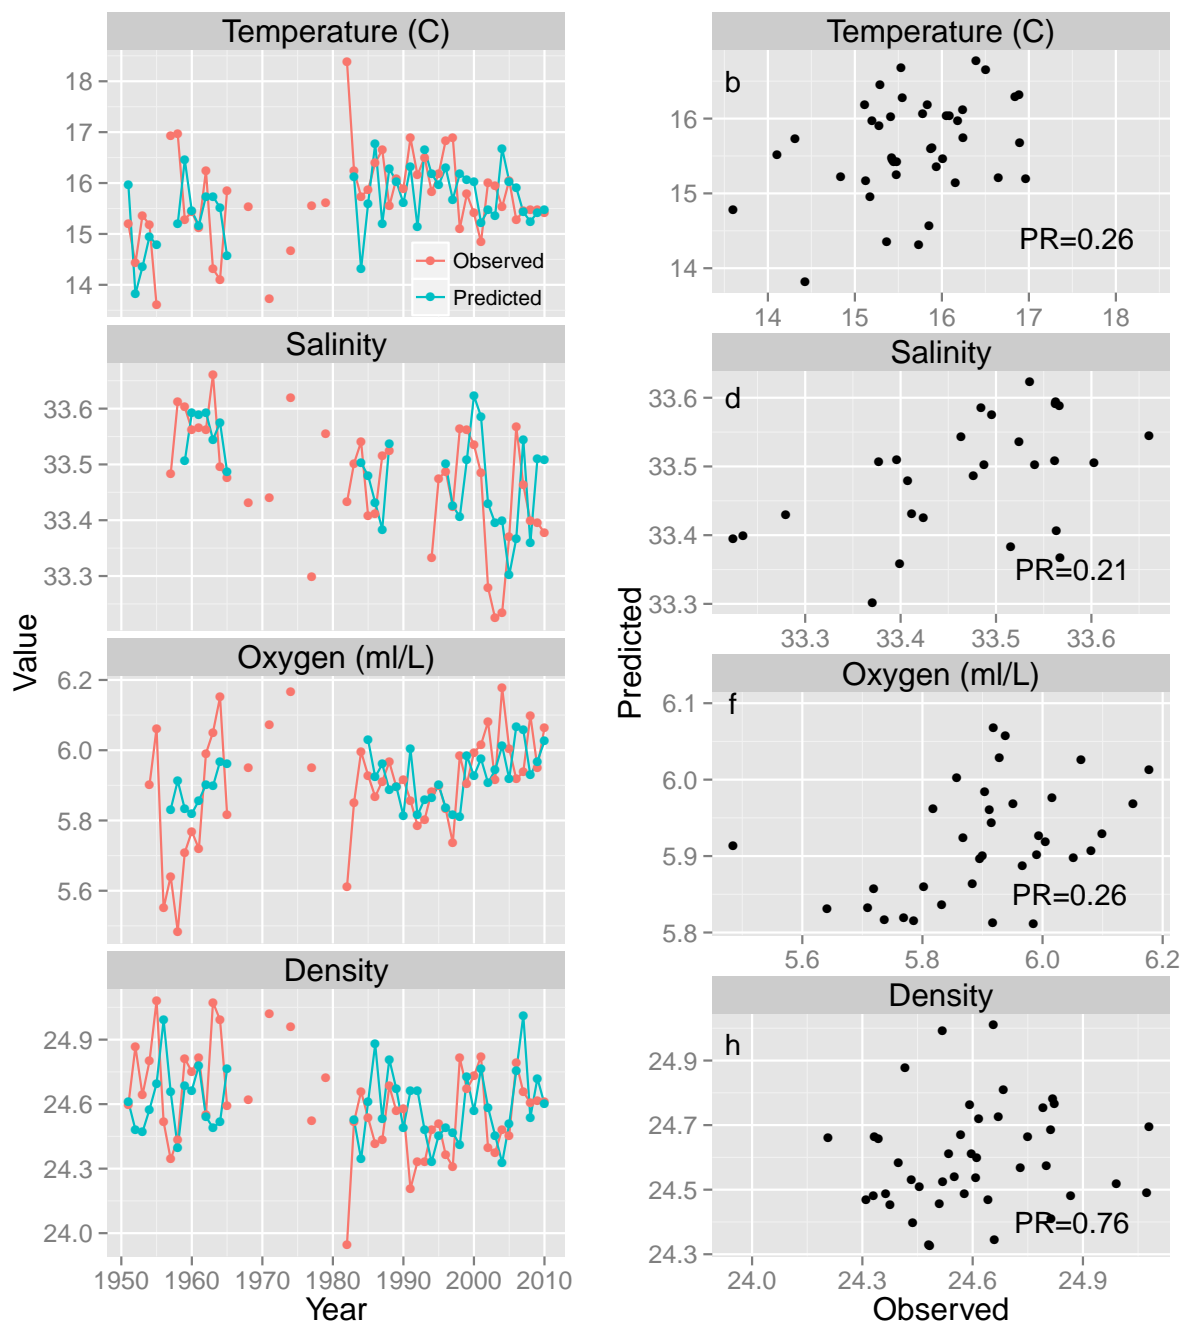 Temperature (C)
18
17
16
15
14
Observed
Predicted
Salinity
33.6
33.5
33.4
33.3
Oxygen (ml/L)
6.2
6.0
5.8
5.6
Density
24.9
24.6
24.3
24.0
1950 1960 1970 1980 1990 2000 2010
Year
Value
Temperature (C)
b
16
15
14
PR=0.26
14 15 16 17 18
Salinity
d
33.6
33.5
33.4
33.3
PR=0.21
33.3 33.4 33.5 33.6
Oxygen (ml/L)
f
6.1
6.0
5.9
5.8
PR=0.26
5.6 5.8 6.0 6.2
Density
h
24.9
24.7
24.5
24.3
PR=0.76
24.0 24.3 24.6 24.9
Observed
Predicted